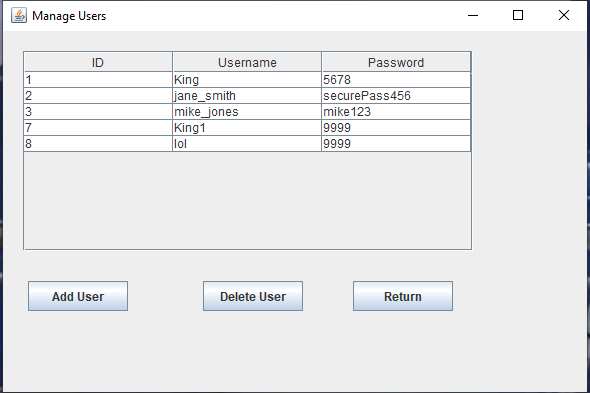 Manage Users
ID Username Password
1 King 5678
2 jane_smith securePass456
3 mike_jones mike123
7 King1 9999
8 lol 9999
Add User Delete User Return